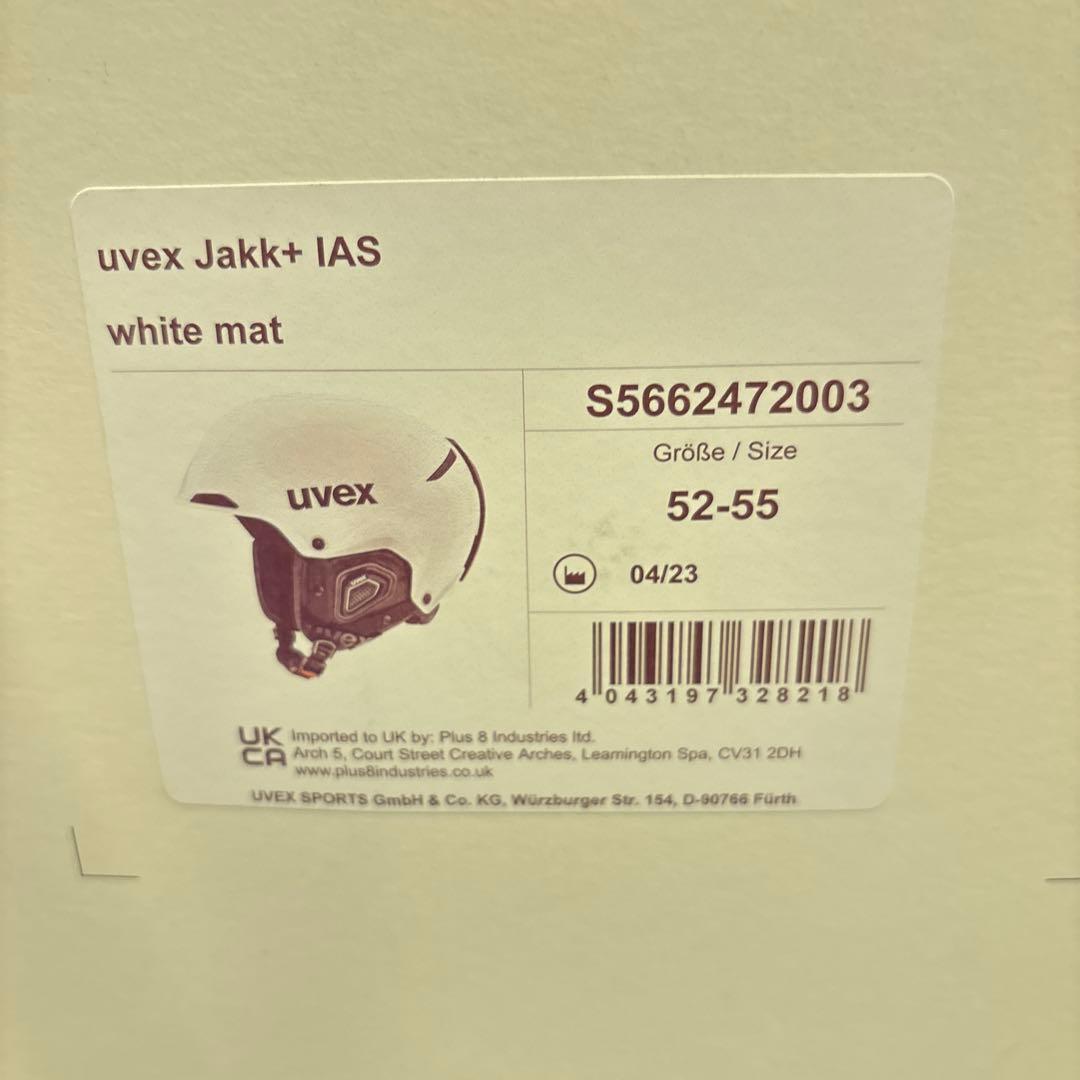 uvex Jakk+ IAS
white mat
S5662472003
Größe / Size
52-55
04/23
uvex
uvex
4 043197 328218
UK
CA
Imported to UK by: Plus 8 Industries ltd.
Arch 5, Court Street Creative Arches, Leamington Spa, CV31 2DH
www.plus8industries.co.uk
UVEX SPORTS GmbH & Co. KG, Würzburger Str. 154, D-90766 Fürth